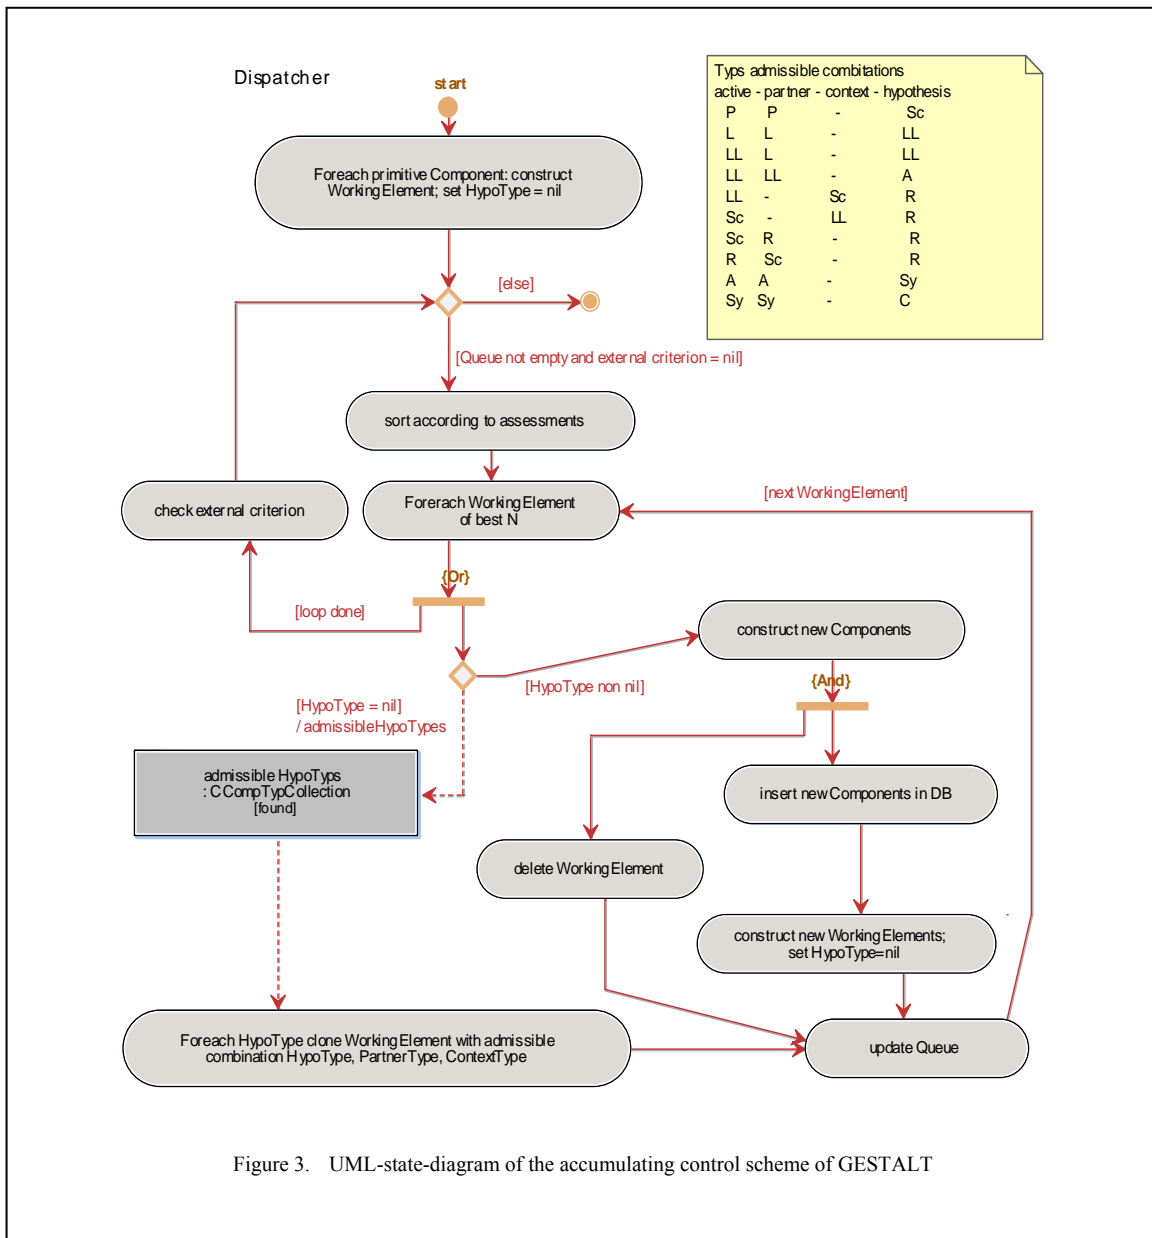 Dispatcher
start
Typs admissible combitations
active - partner - context - hypothesis
P P - Sc
L L - LL
LL L - LL
LL LL - A
LL - Sc R
Sc - LL R
Sc R - R
R Sc - R
A A - Sy
Sy Sy - C
Foreach primitive Component: construct
WorkingElement; set HypoType = nil
[else]
[Queue not empty and external criterion = nil]
sort according to assessments
check external criterion
Forerach WorkingElement
of best N
[next WorkingElement]
{Or}
[loop done]
construct new Components
[HypoType non nil]
{And}
[HypoType = nil]
/ admissibleHypoTypes
admissible HypoTyps
: CCompTypCollection
[found]
insert new Components in DB
delete WorkingElement
construct new WorkingElements;
set HypoType=nil
Foreach HypoType clone WorkingElement with admissible
combination HypoType, PartnerType, ContextType
update Queue
Figure 3. UML-state-diagram of the accumulating control scheme of GESTALT